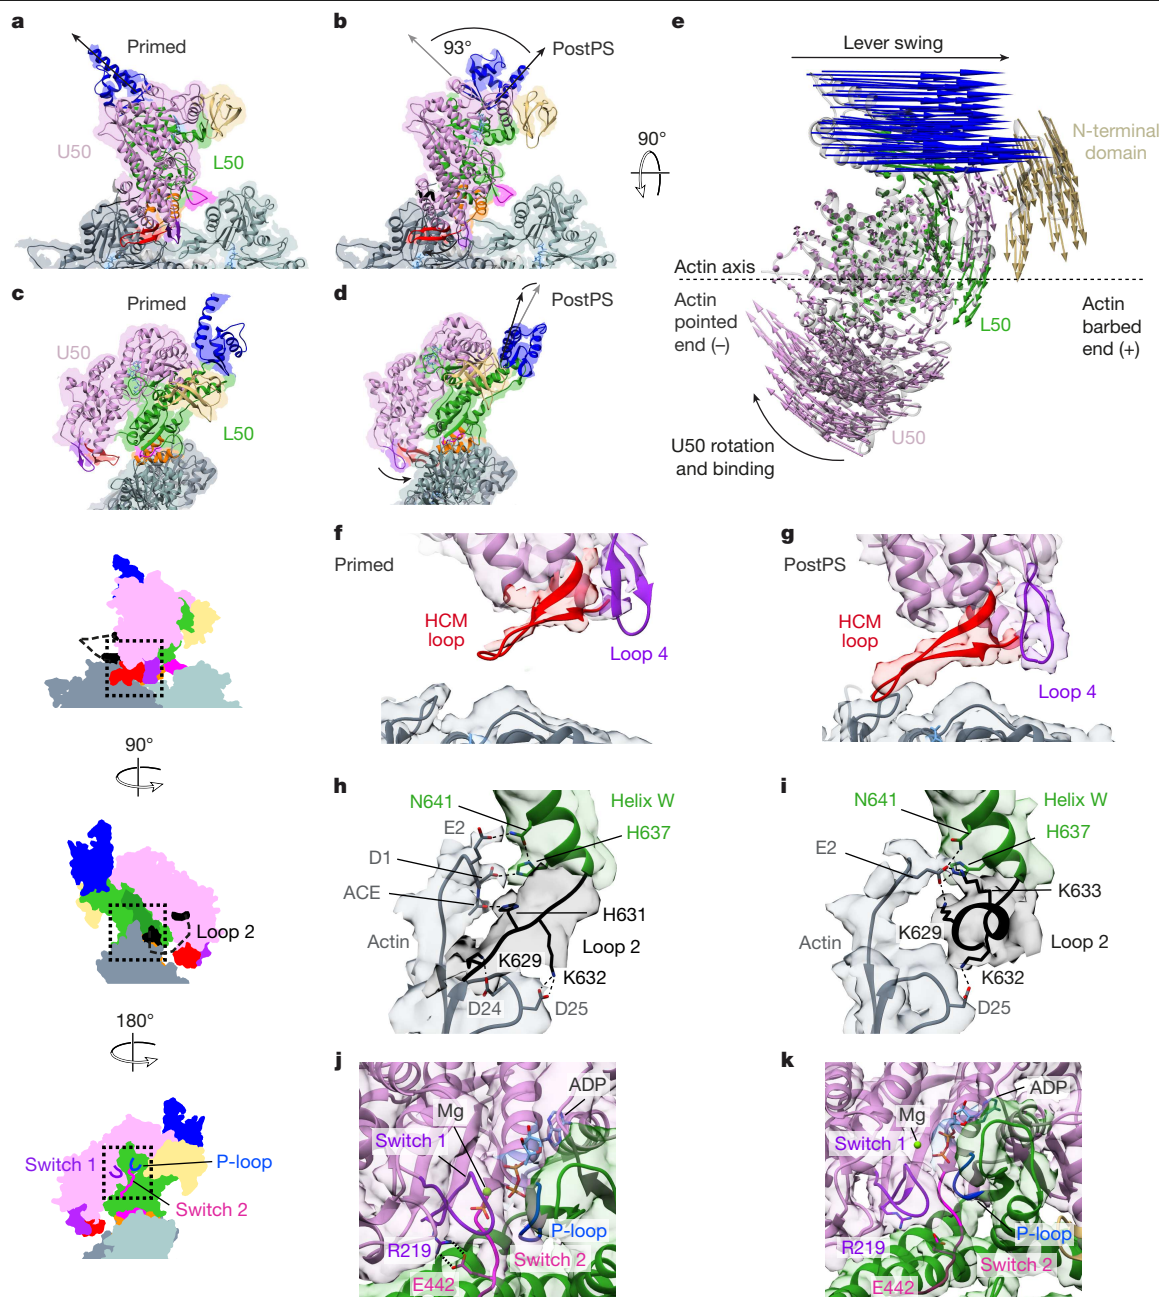 a
Primed
U50
L50
b
93°
PostPS
90°
c
Primed
U50
L50
d
PostPS
e
Lever swing
N-terminal
domain
Actin axis
Actin
pointed
end (–)
L50
Actin
barbed
end (+)
U50
U50 rotation
and binding
90°
Loop 2
180°
Switch 1
P-loop
Switch 2
f
Primed
HCM
loop
Loop 4
g
PostPS
HCM
loop
Loop 4
h
N641
Helix W
E2
H637
D1
ACE
H631
Actin
Loop 2
K629
K632
D24
D25
i
N641
Helix W
H637
E2
K633
K629
Actin
Loop 2
K632
D25
j
ADP
Mg
Switch 1
P-loop
R219
Switch 2
E442
k
ADP
Mg
Switch 1
P-loop
R219
Switch 2
E442